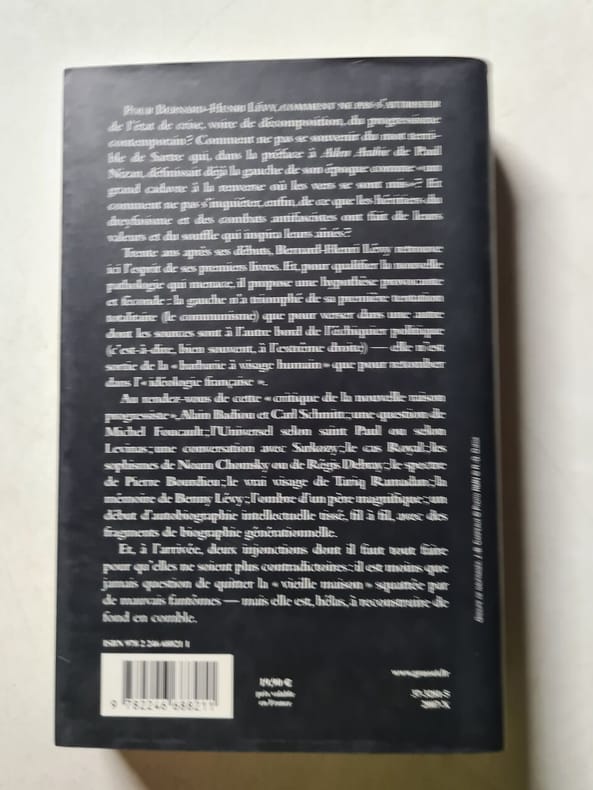 POUR BERNARD-HENRI LÉVY, COMMENT NE PAS S'ATTRISTER
de l'état de crise, voire de décomposition, du progressisme
contemporain ? Comment ne pas se souvenir du mot terri-
ble de Sartre qui, dans la préface à Aden Arabie de Paul
Nizan, définissait déjà la gauche de son époque comme « un
grand cadavre à la renverse où les vers se sont mis » ? Et
comment ne pas s'inquiéter, enfin, de ce que les héritiers du
dreyfusisme et des combats antifascistes ont fait de leurs
valeurs et du souffle qui inspira leurs aînés ?
Trente ans après ses débuts, Bernard-Henri Lévy retrouve
ici l'esprit de ses premiers livres. Et, pour qualifier la nouvelle
pathologie qui menace, il propose une hypothèse provocante
et féconde : la gauche n'a triomphé de sa première tentation
totalitaire (le communisme) que pour verser dans une autre
dont les sources sont à l'autre bord de l'échiquier politique
(c'est-à-dire, bien souvent, à l'extrême droite) — elle n'est
sortie de la « barbarie à visage humain » que pour retomber
dans l'« idéologie française ».
Au rendez-vous de cette « critique de la nouvelle raison
progressiste », Alain Badiou et Carl Schmitt ; une question de
Michel Foucault ; l'Universel selon saint Paul ou selon
Levinas ; une conversation avec Sarkozy ; le cas Royal ; les
sophismes de Noam Chomsky ou de Régis Debray ; le spectre
de Pierre Bourdieu ; le vrai visage de Tariq Ramadan ; la
mémoire de Benny Lévy ; l'ombre d'un père magnifique ; un
début d'autobiographie intellectuelle tissé, fil à fil, avec des
fragments de biographie générationnelle.
Et, à l'arrivée, deux injonctions dont il faut tout faire
pour qu'elles ne soient plus contradictoires : il est moins que
jamais question de quitter la « vieille maison » squattée par
de mauvais fantômes — mais elle est, hélas, à reconstruire de
fond en comble.
ISBN 978 2 246 68821 1
9 782246 688211
19,90 €
prix valable
en France
www.grasset.fr
37-3280-5
2007-X